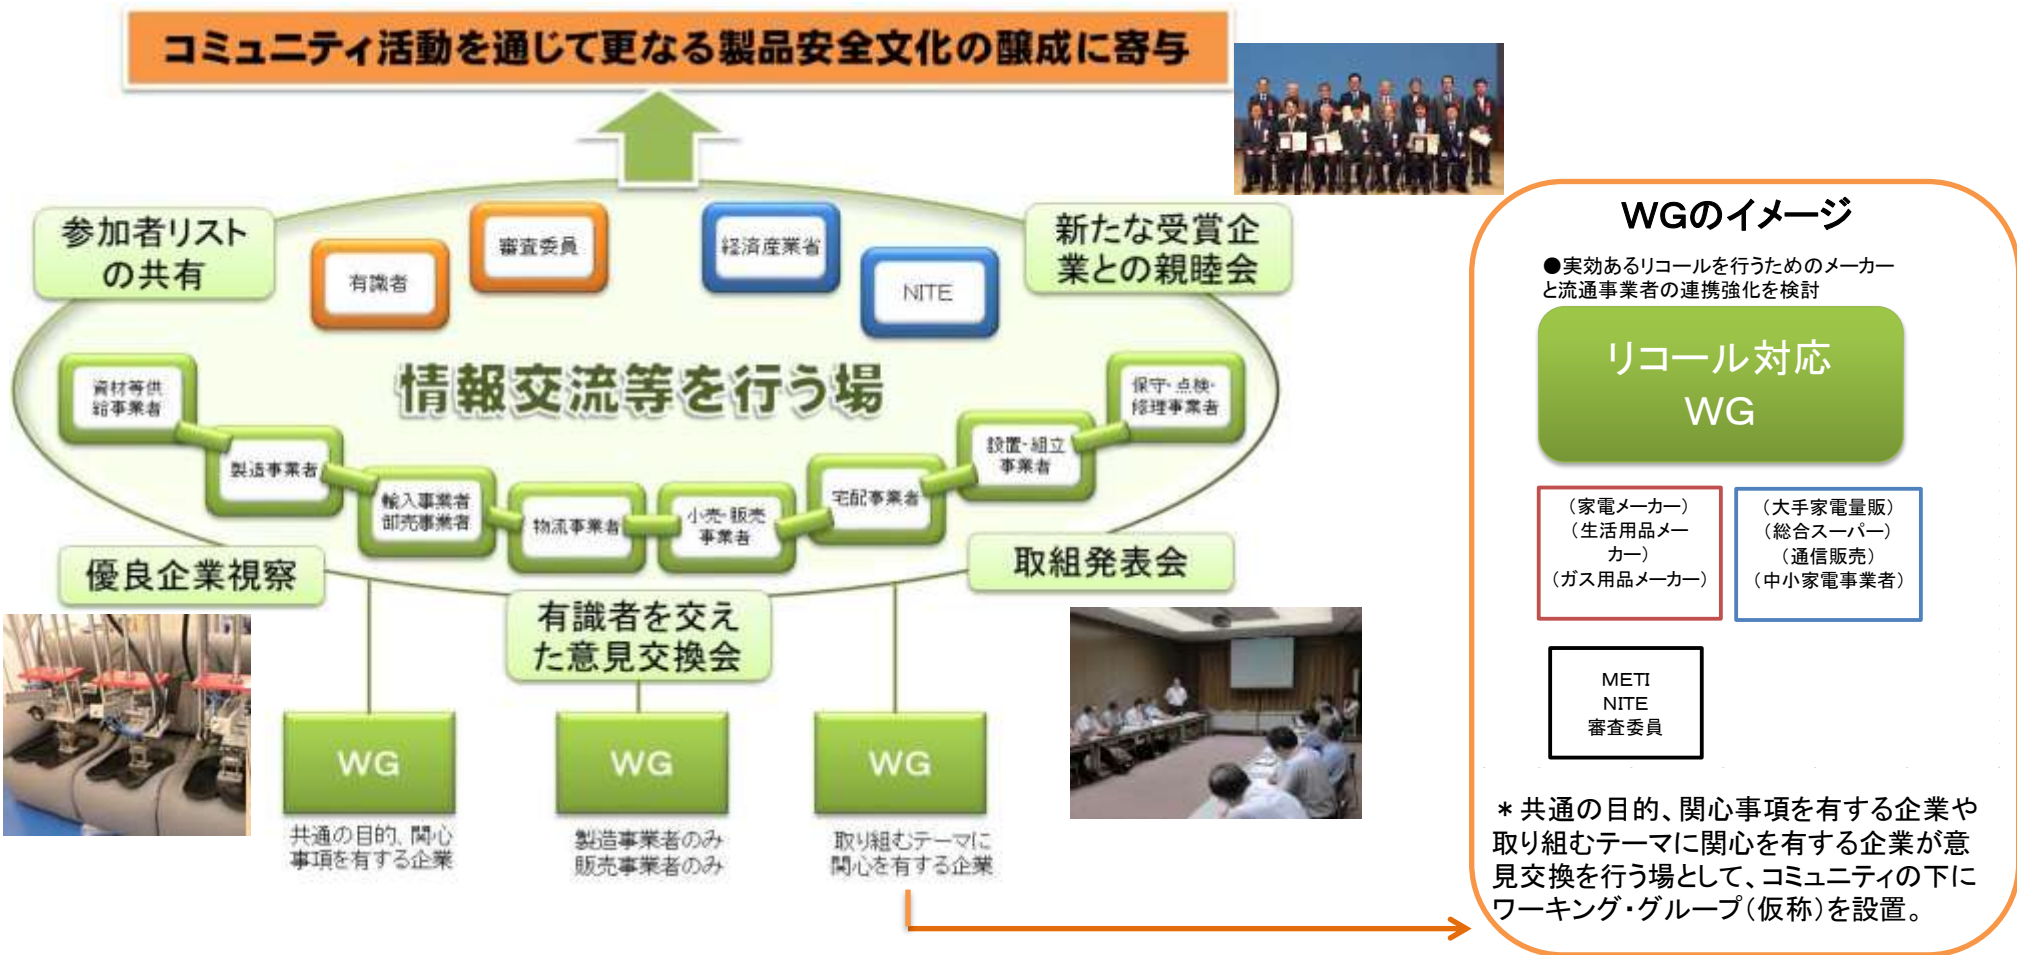 コミュニティ活動を通じて更なる製品安全文化の醸成に寄与
参加者リスト
の共有
有識者
審査委員
経済産業省
NITE
新たな受賞企
業との親睦会
情報交流等を行う場
資材等供
給事業者
製造事業者
輸入事業者
卸売事業者
物流事業者
小売・販売
事業者
宅配事業者
設置・組立
事業者
保守・点検・
修理事業者
優良企業視察
有識者を交え
た意見交換会
取組発表会
WG
共通の目的、関心
事項を有する企業
WG
製造事業者のみ
販売事業者のみ
WG
取り組むテーマに
関心を有する企業
WGのイメージ
●実効あるリコールを行うためのメーカー
と流通事業者の連携強化を検討
リコール対応
WG
（家電メーカー）
（生活用品メー
カー）
（ガス用品メーカー）
（大手家電量販）
（総合スーパー）
（通信販売）
（中小家電事業者）
METI
NITE
審査委員
＊共通の目的、関心事項を有する企業や
取り組むテーマに関心を有する企業が意
見交換を行う場として、コミュニティの下に
ワーキング・グループ（仮称）を設置。